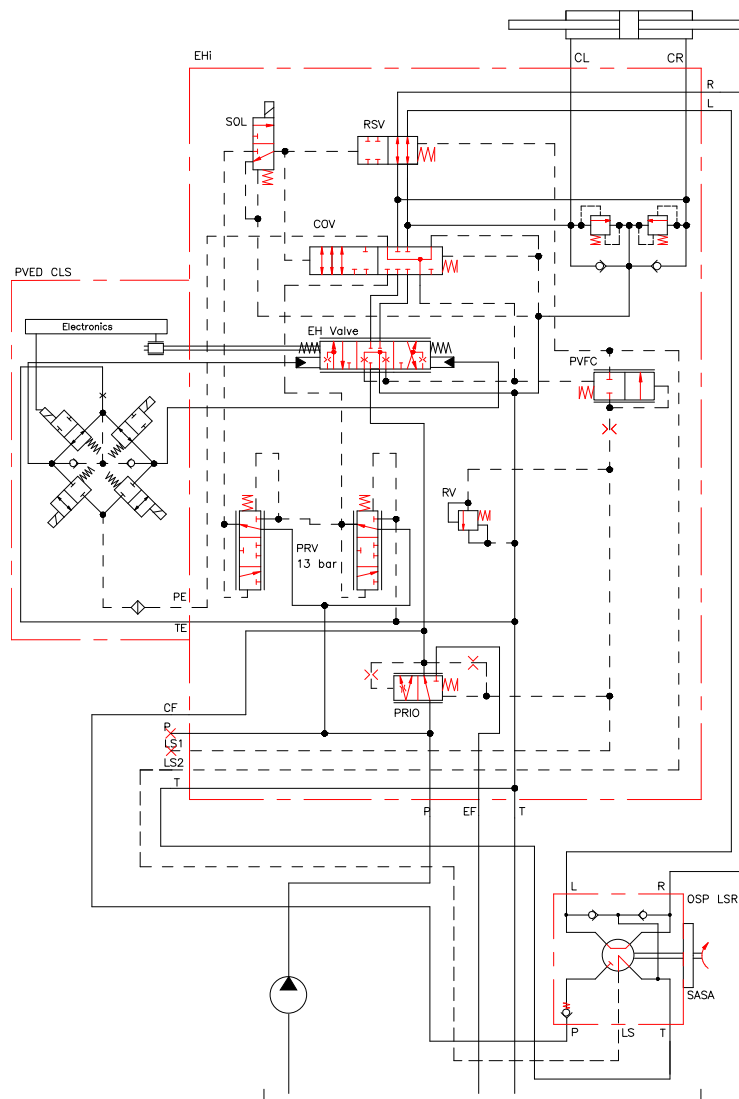 CL CR
EHi
R
L
SOL
RSV
COV
PVED CLS
Electronics
EH Valve
PVFC
RV
PRV
13 bar
PE
TE
CF
PRIO
P
LS1
LS2
T
P EF T
L R
OSP LSR
SASA
P LS T